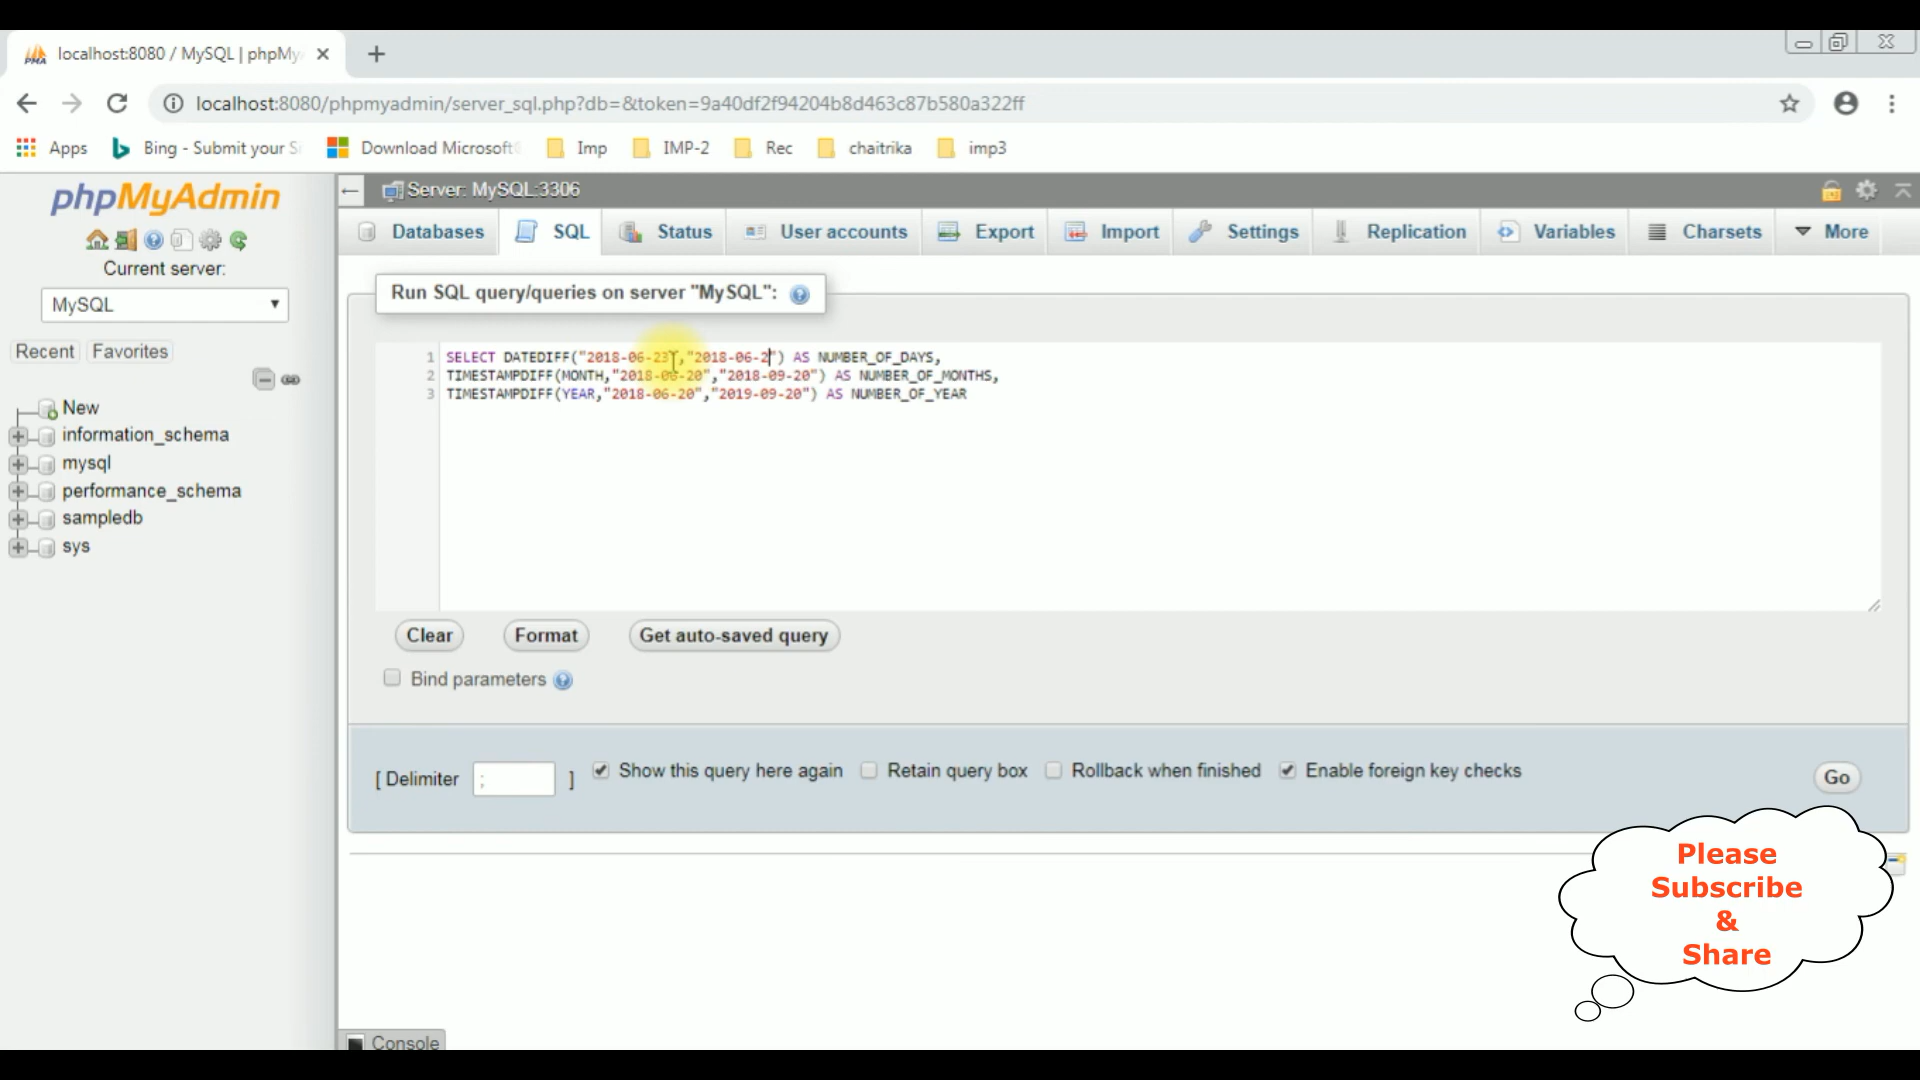 localhost:8080 / MySQL | phpMy
localhost:8080/phpmyadmin/server_sql.php?db=&token=9a40df2f94204b8d463c87b580a322ff
Apps Bing - Submit your Si Download Microsoft Imp IMP-2 Rec chaitrika imp3
phpMyAdmin
Current server:
MySQL
Recent Favorites
New
information_schema
mysql
performance_schema
sampledb
sys
Server: MySQL:3306
Databases SQL Status User accounts Export Import Settings Replication Variables Charsets More
Run SQL query/queries on server "MySQL":
1 SELECT DATEDIFF("2018-06-23","2018-06-2") AS NUMBER_OF_DAYS,
2 TIMESTAMPDIFF(MONTH,"2018-06-20","2018-09-20") AS NUMBER_OF_MONTHS,
3 TIMESTAMPDIFF(YEAR,"2018-06-20","2019-09-20") AS NUMBER_OF_YEAR
Clear Format Get auto-saved query
Bind parameters
[ Delimiter ; ] Show this query here again Retain query box Rollback when finished Enable foreign key checks Go
Please
Subscribe
&
Share
Console